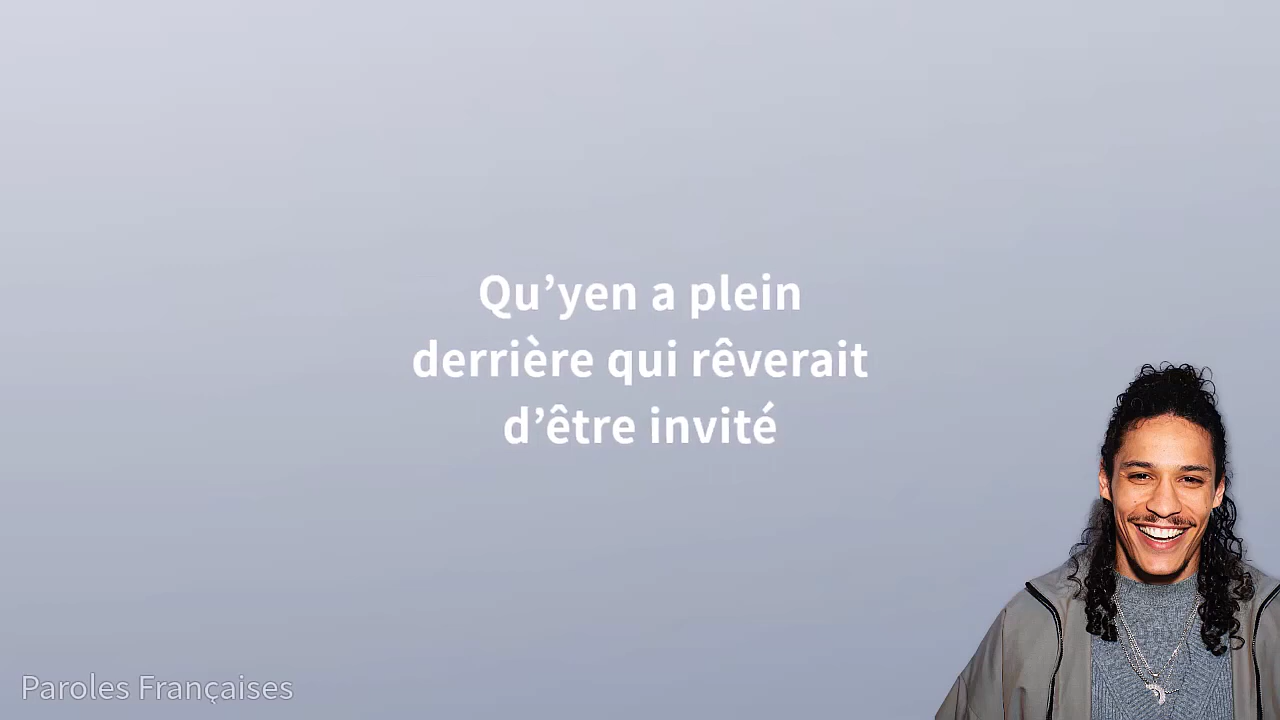 Qu’yen a plein
derrière qui rêverait
d’être invité
Paroles Françaises